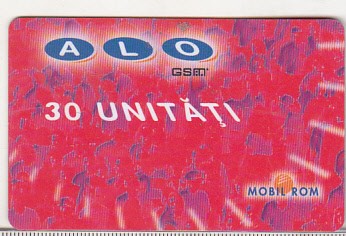 ALO
GSM
30 UNITĂȚI
MOBIL ROM